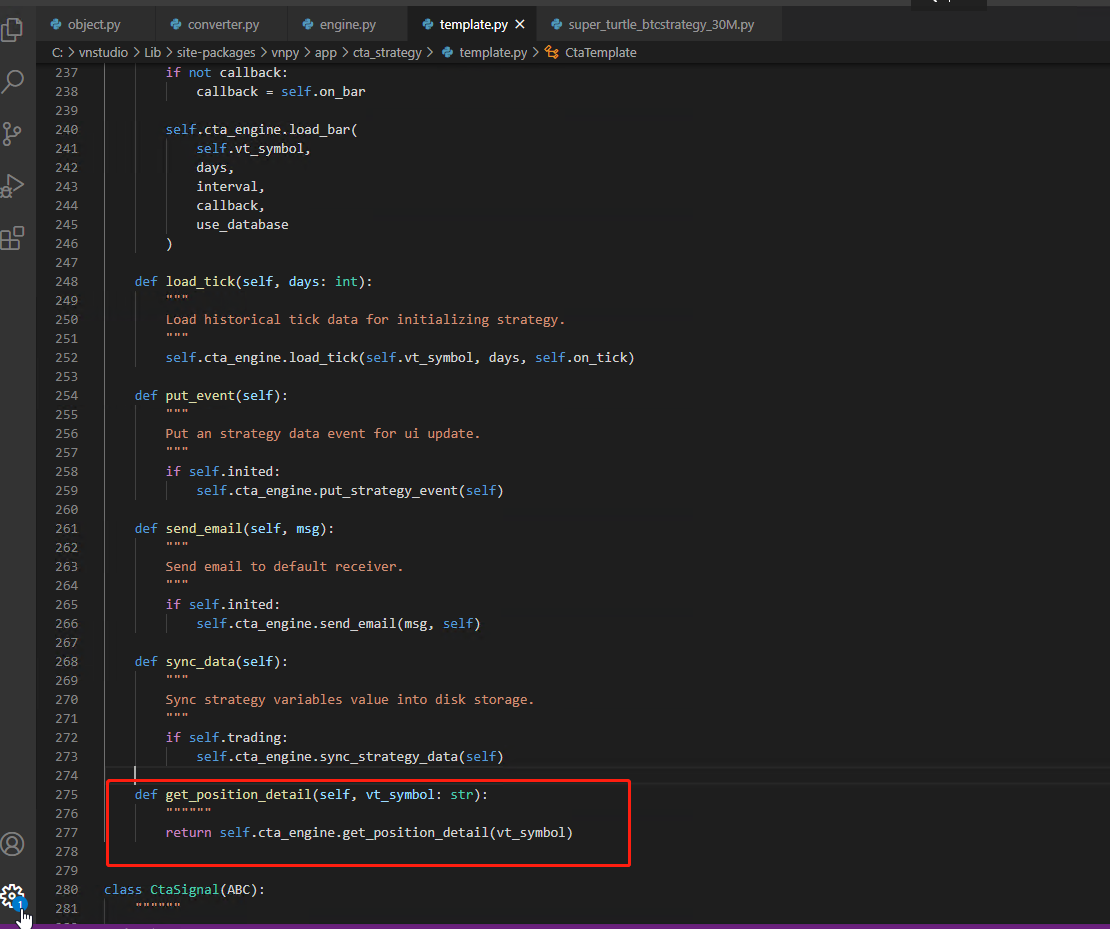 object.py converter.py engine.py template.py super_turtle_btcstrategy_30M.py
C: > vnstudio > Lib > site-packages > vnpy > app > cta_strategy > template.py > CtaTemplate
237 if not callback:
238 callback = self.on_bar
239
240 self.cta_engine.load_bar(
241 self.vt_symbol,
242 days,
243 interval,
244 callback,
245 use_database
246 )
247
248 def load_tick(self, days: int):
249 """
250 Load historical tick data for initializing strategy.
251 """
252 self.cta_engine.load_tick(self.vt_symbol, days, self.on_tick)
253
254 def put_event(self):
255 """
256 Put an strategy data event for ui update.
257 """
258 if self.inited:
259 self.cta_engine.put_strategy_event(self)
260
261 def send_email(self, msg):
262 """
263 Send email to default receiver.
264 """
265 if self.inited:
266 self.cta_engine.send_email(msg, self)
267
268 def sync_data(self):
269 """
270 Sync strategy variables value into disk storage.
271 """
272 if self.trading:
273 self.cta_engine.sync_strategy_data(self)
274
275 def get_position_detail(self, vt_symbol: str):
276 """"""
277 return self.cta_engine.get_position_detail(vt_symbol)
278
279
280 class CtaSignal(ABC):
281 """"""
1